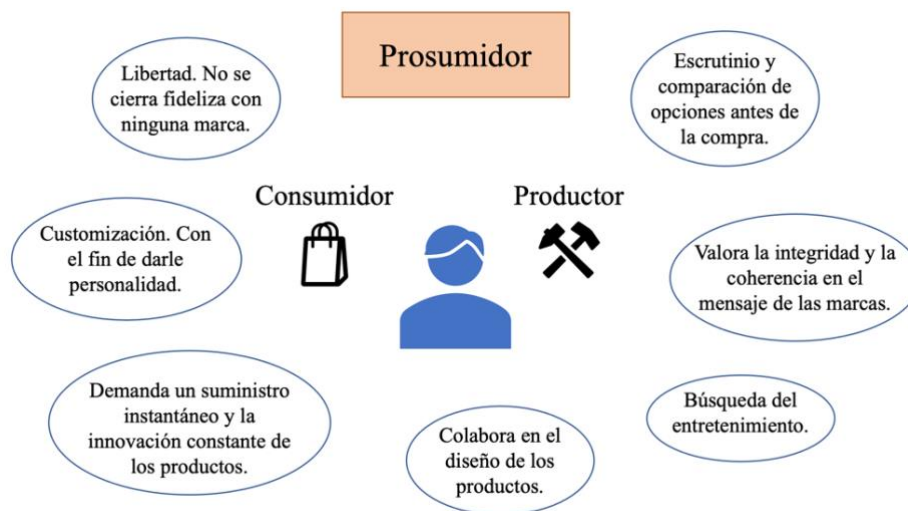 Prosumidor
Libertad. No se
cierra fideliza con
ninguna marca.
Escrutinio y
comparación de
opciones antes de
la compra.
Consumidor
Productor
Customización. Con
el fin de darle
personalidad.
Valora la integridad y la
coherencia en el
mensaje de las marcas.
Demanda un suministro
instantáneo y la
innovación constante de
los productos.
Colabora en el
diseño de los
productos.
Búsqueda del
entretenimiento.